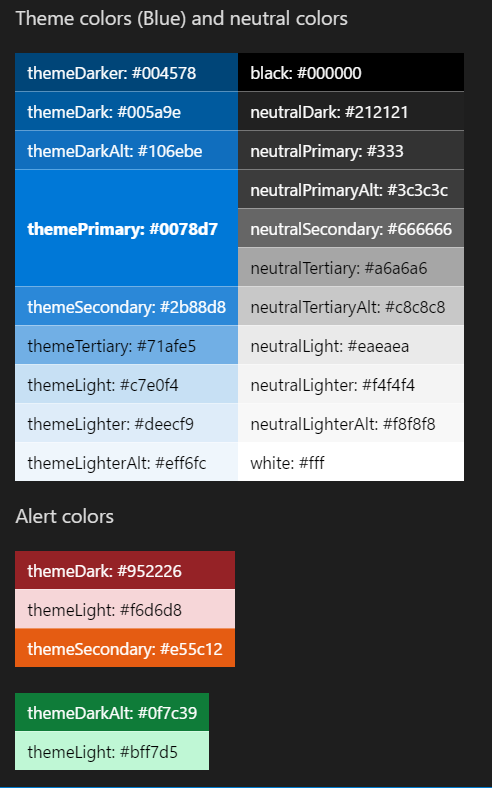 Theme colors (Blue) and neutral colors
themeDarker: #004578
black: #000000
themeDark: #005a9e
neutralDark: #212121
themeDarkAlt: #106ebe
neutralPrimary: #333
neutralPrimaryAlt: #3c3c3c
themePrimary: #0078d7
neutralSecondary: #666666
neutralTertiary: #a6a6a6
themeSecondary: #2b88d8
neutralTertiaryAlt: #c8c8c8
themeTertiary: #71afe5
neutralLight: #eaeaea
themeLight: #c7e0f4
neutralLighter: #f4f4f4
themeLighter: #deecf9
neutralLighterAlt: #f8f8f8
themeLighterAlt: #eff6fc
white: #fff
Alert colors
themeDark: #952226
themeLight: #f6d6d8
themeSecondary: #e55c12
themeDarkAlt: #0f7c39
themeLight: #bff7d5